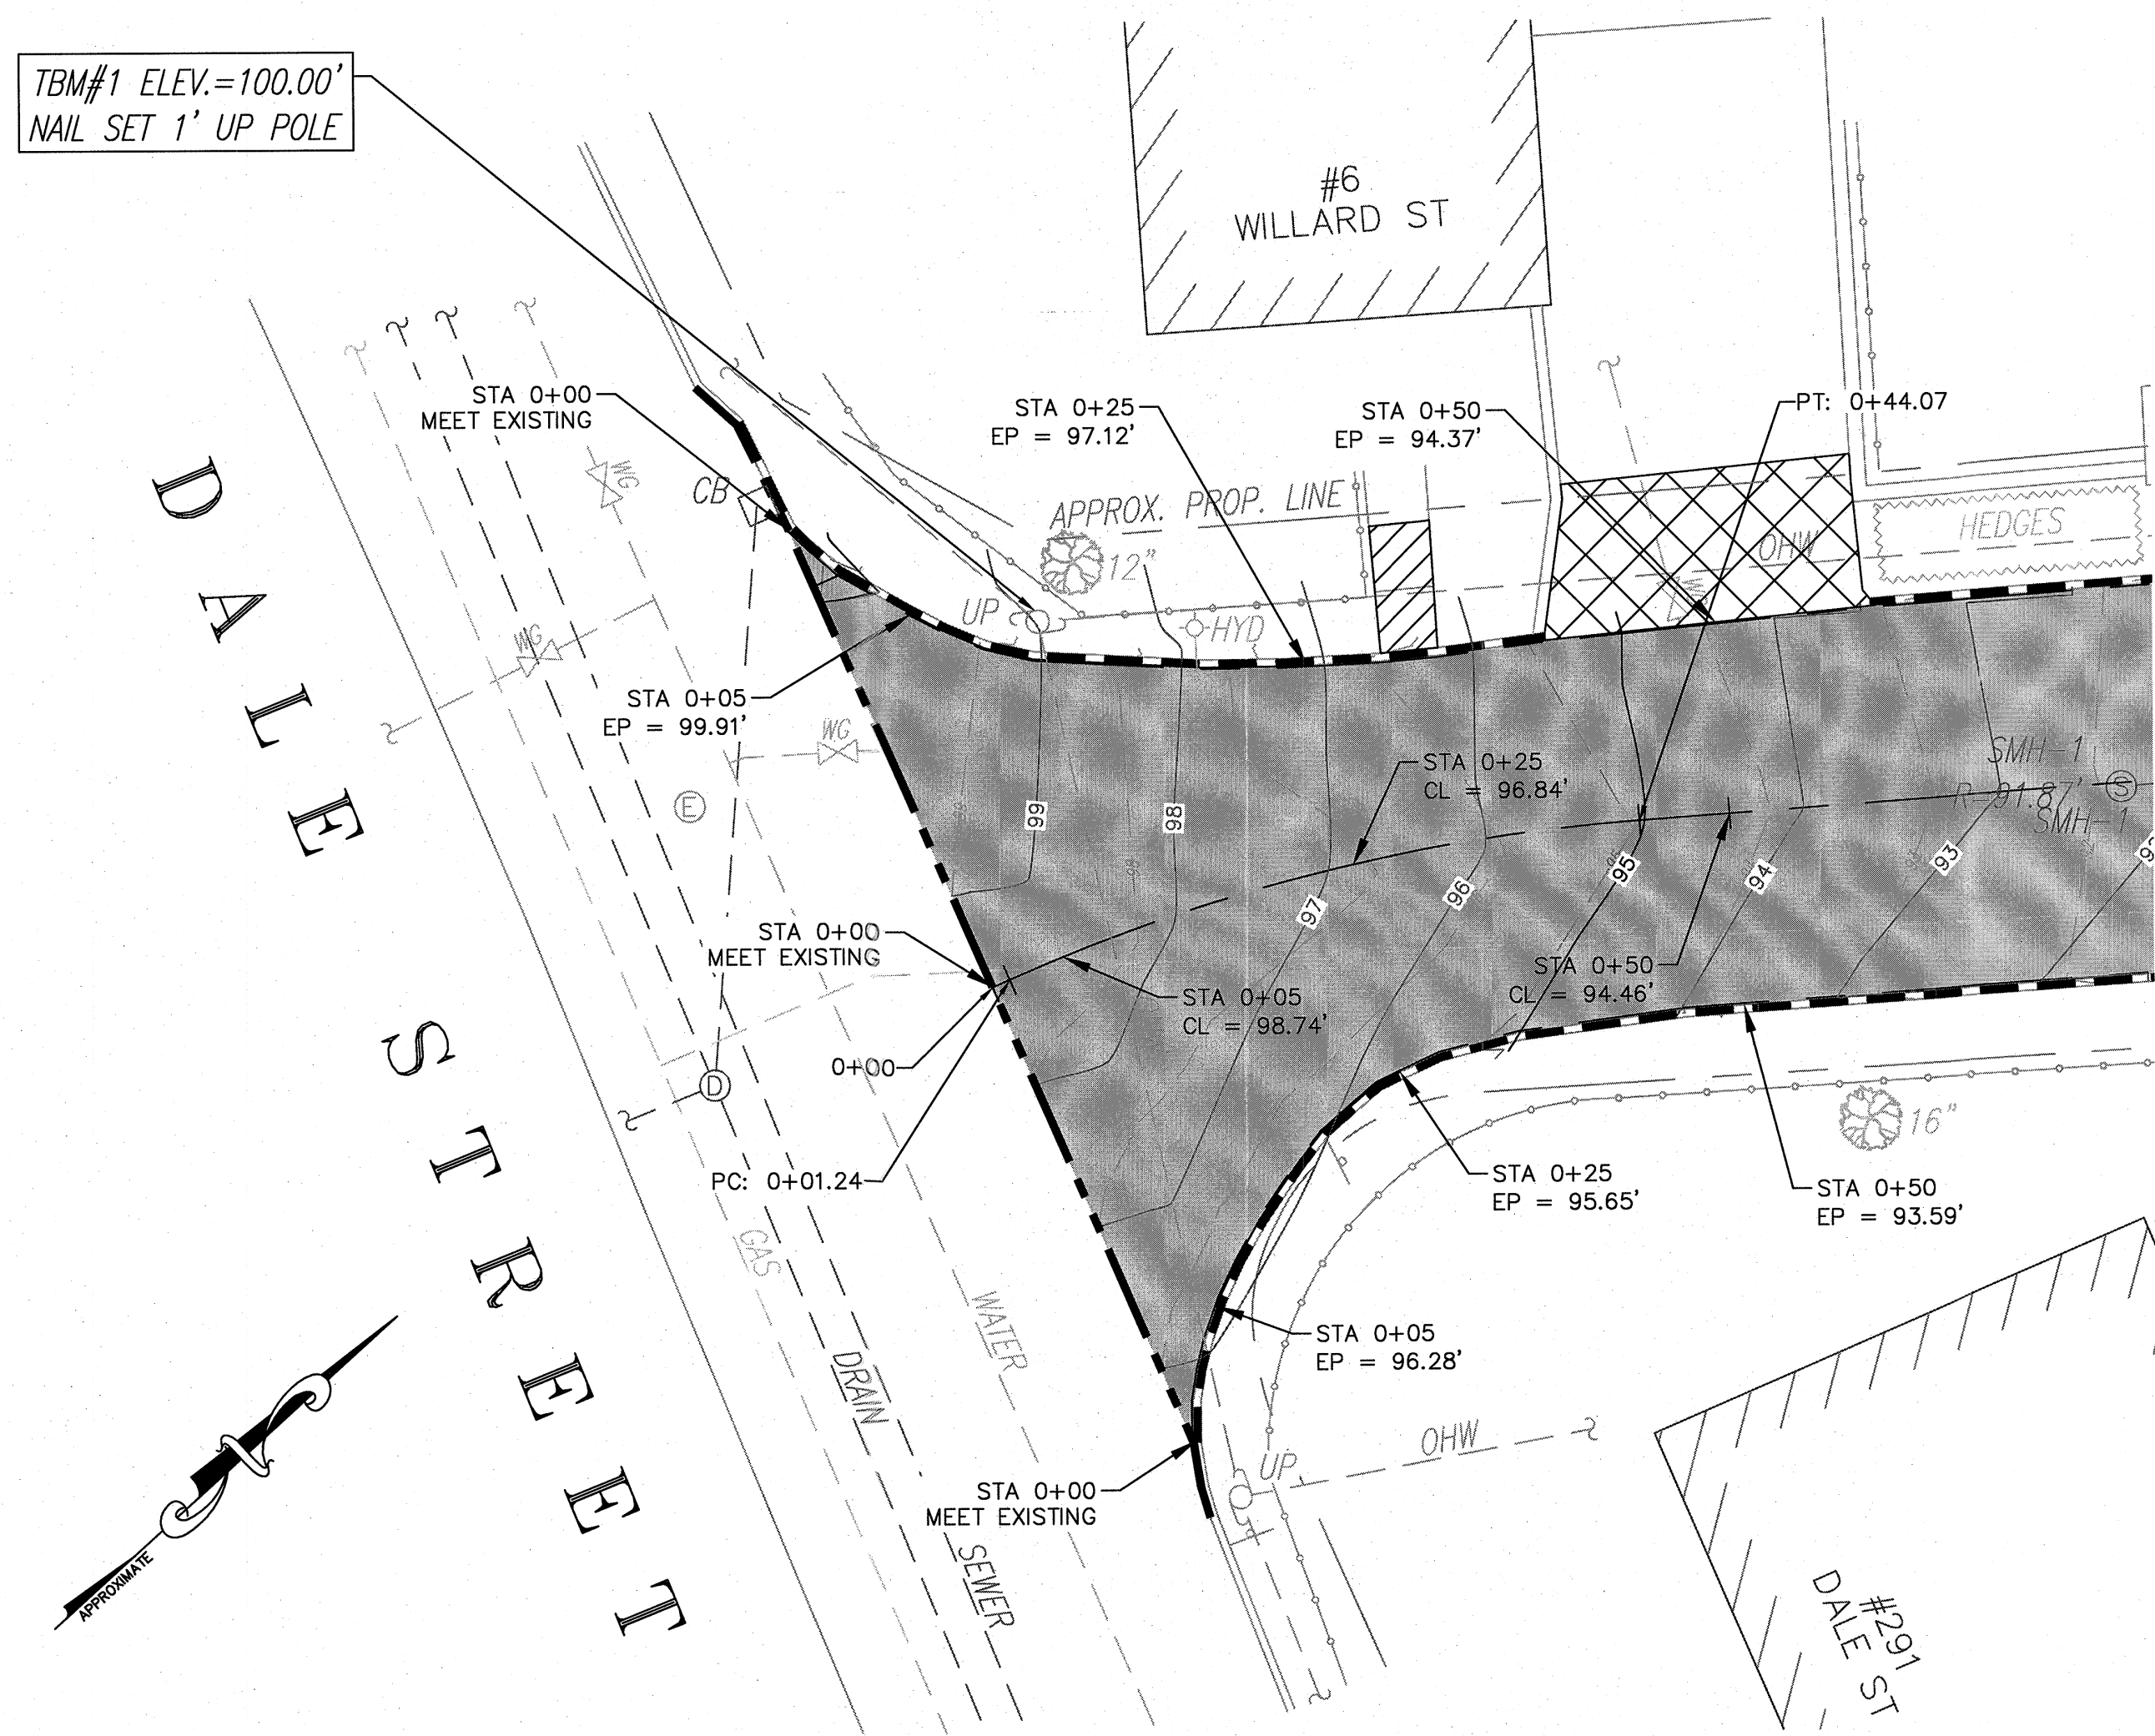 TBM#1 ELEV.=100.00'
NAIL SET 1' UP POLE
#6
WILLARD ST
STA 0+00
MEET EXISTING
STA 0+25
EP = 97.12'
STA 0+50
EP = 94.37'
PT: 0+44.07
WG
CB
APPROX. PROP. LINE
12"
HEDGES
OHW
UP
HYD
WG
STA 0+05
EP = 99.91'
WG
E
STA 0+25
CL = 96.84'
SMH-1
R=91.87'
SMH-1
S
99
98
97
96
95
94
93
STA 0+00
MEET EXISTING
STA 0+05
CL = 98.74'
STA 0+50
CL = 94.46'
0+00
D
PC: 0+01.24
16"
STA 0+25
EP = 95.65'
STA 0+50
EP = 93.59'
GAS
WATER
DRAIN
SEWER
STA 0+05
EP = 96.28'
OHW
UP
STA 0+00
MEET EXISTING
DALE STREET
APPROXIMATE
#291
DALE ST